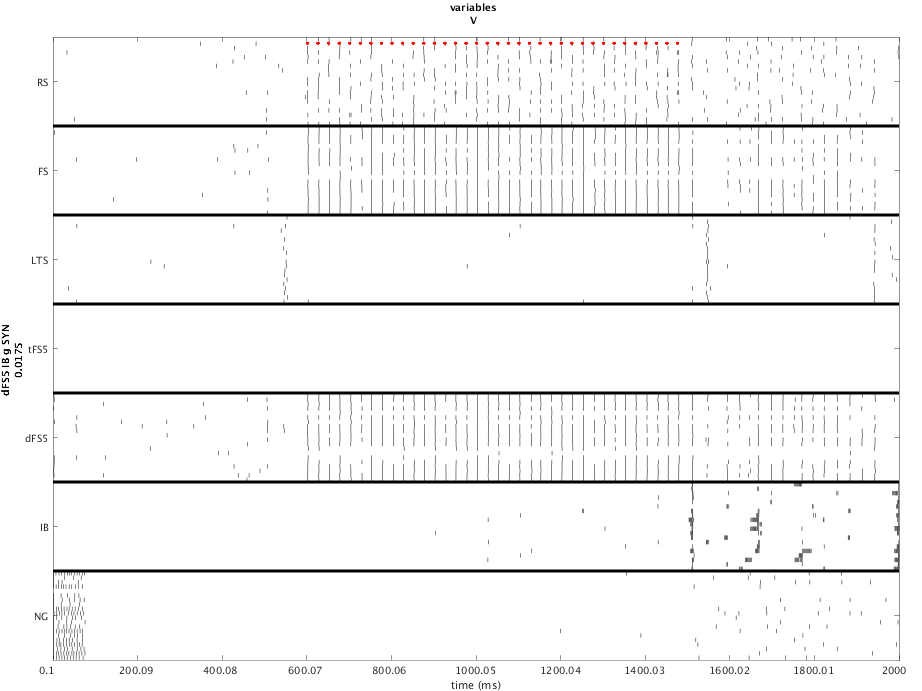 variables
V
RS
FS
LTS
tFS5
dFS5
IB
NG
dFS5 IB g SYN
0.0175
0.1 200.09 400.08 600.07 800.06 1000.05 1200.04 1400.03 1600.02 1800.01 2000
time (ms)